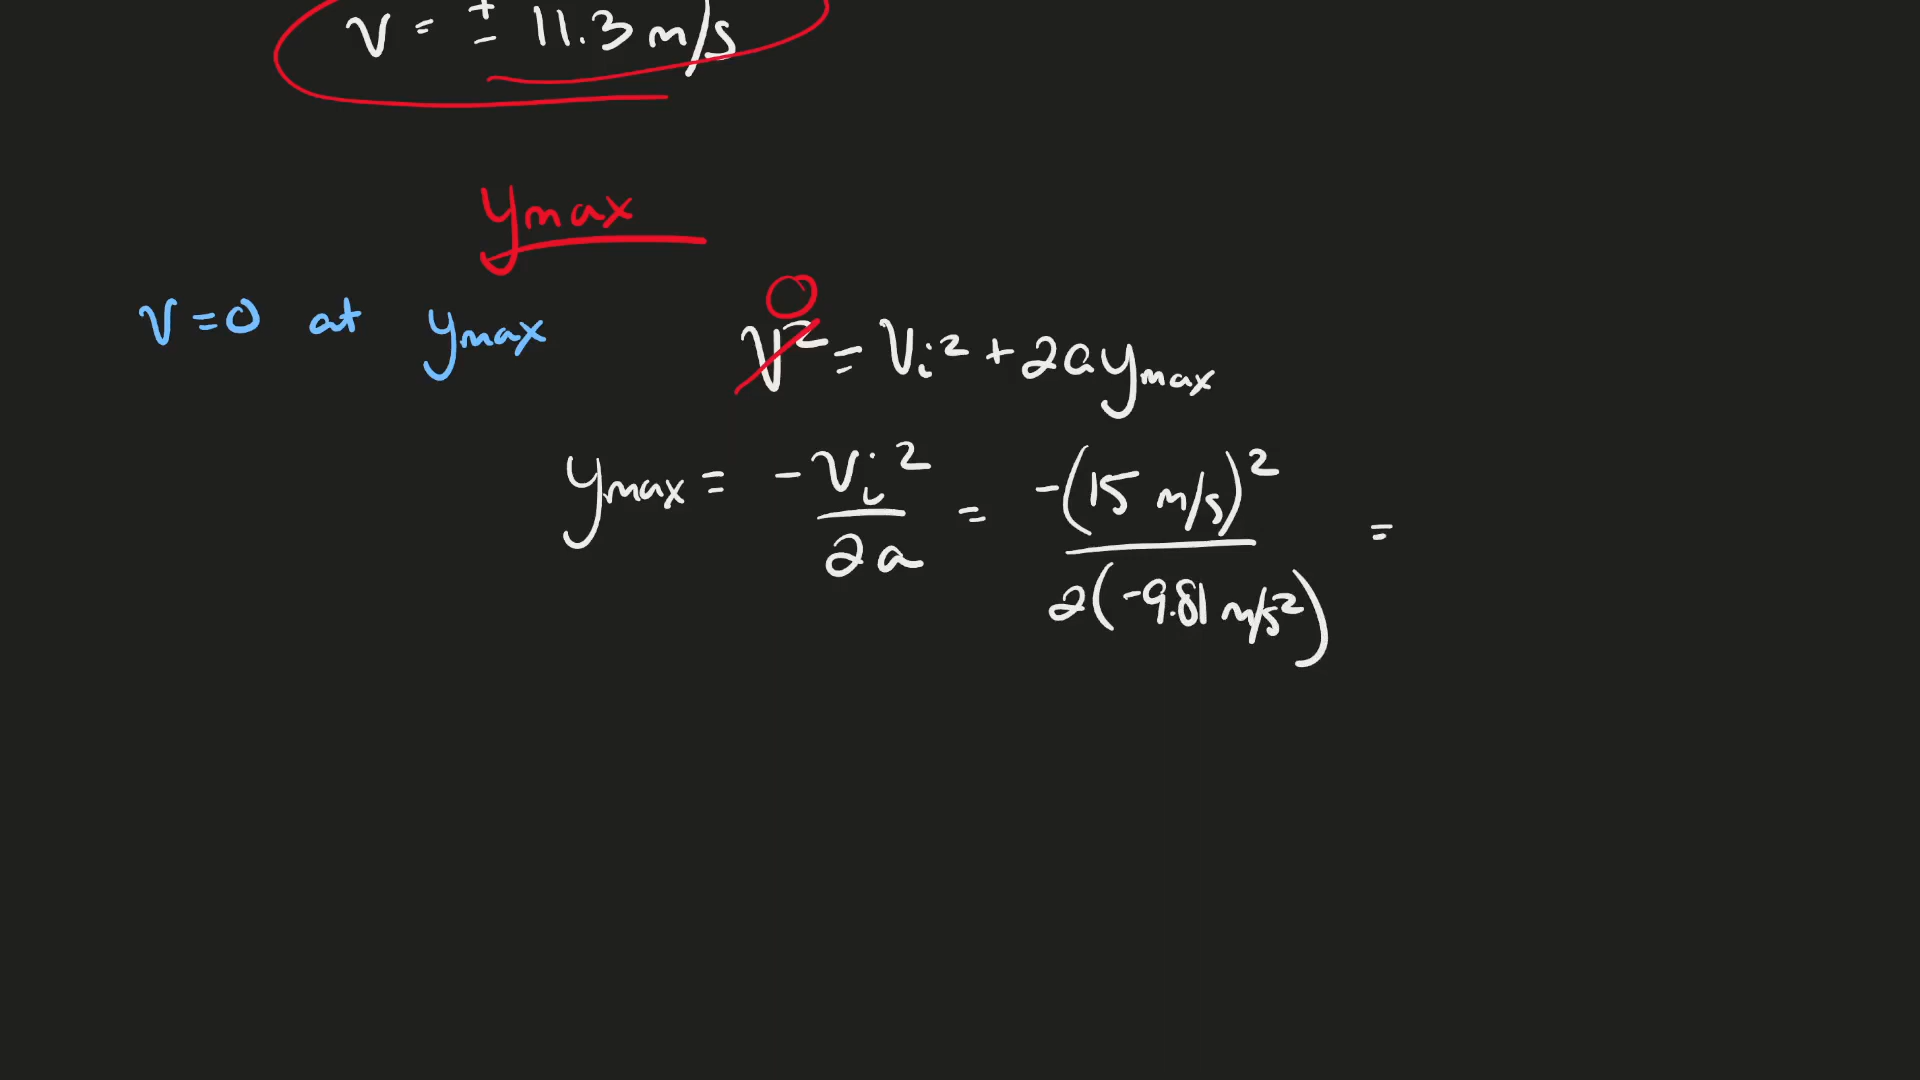 v = ± 11.3 m/s
ymax
v = 0 at ymax
0
v² = vᵢ² + 2aymax
ymax = -vᵢ²/2a = -(15 m/s)²/2(-9.81 m/s²) =